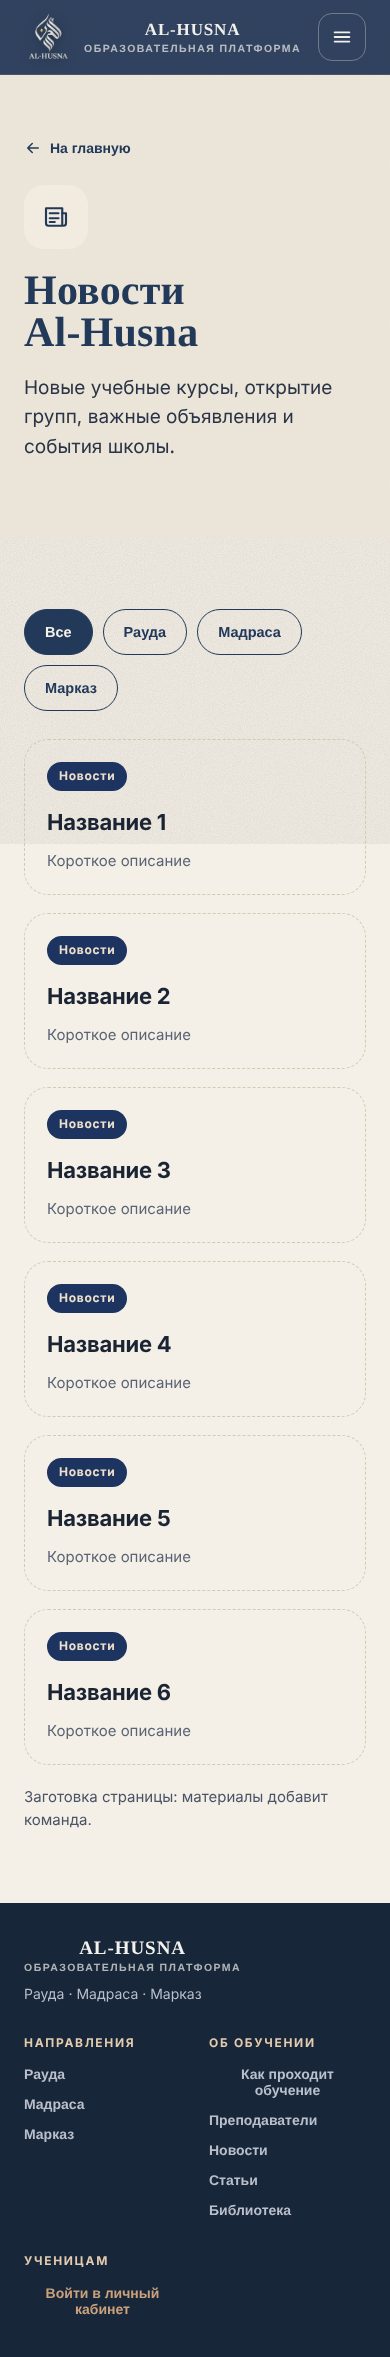 AL-HUSNA
AL-HUSNA
ОБРАЗОВАТЕЛЬНАЯ ПЛАТФОРМА
← На главную
Новости
Al-Husna
Новые учебные курсы, открытие
групп, важные объявления и
события школы.
Все
Рауда
Мадраса
Марказ
Новости
Название 1
Короткое описание
Новости
Название 2
Короткое описание
Новости
Название 3
Короткое описание
Новости
Название 4
Короткое описание
Новости
Название 5
Короткое описание
Новости
Название 6
Короткое описание
Заготовка страницы: материалы добавит
команда.
AL-HUSNA
ОБРАЗОВАТЕЛЬНАЯ ПЛАТФОРМА
Рауда · Мадраса · Марказ
НАПРАВЛЕНИЯ
Рауда
Мадраса
Марказ
ОБ ОБУЧЕНИИ
Как проходит
обучение
Преподаватели
Новости
Статьи
Библиотека
УЧЕНИЦАМ
Войти в личный
кабинет